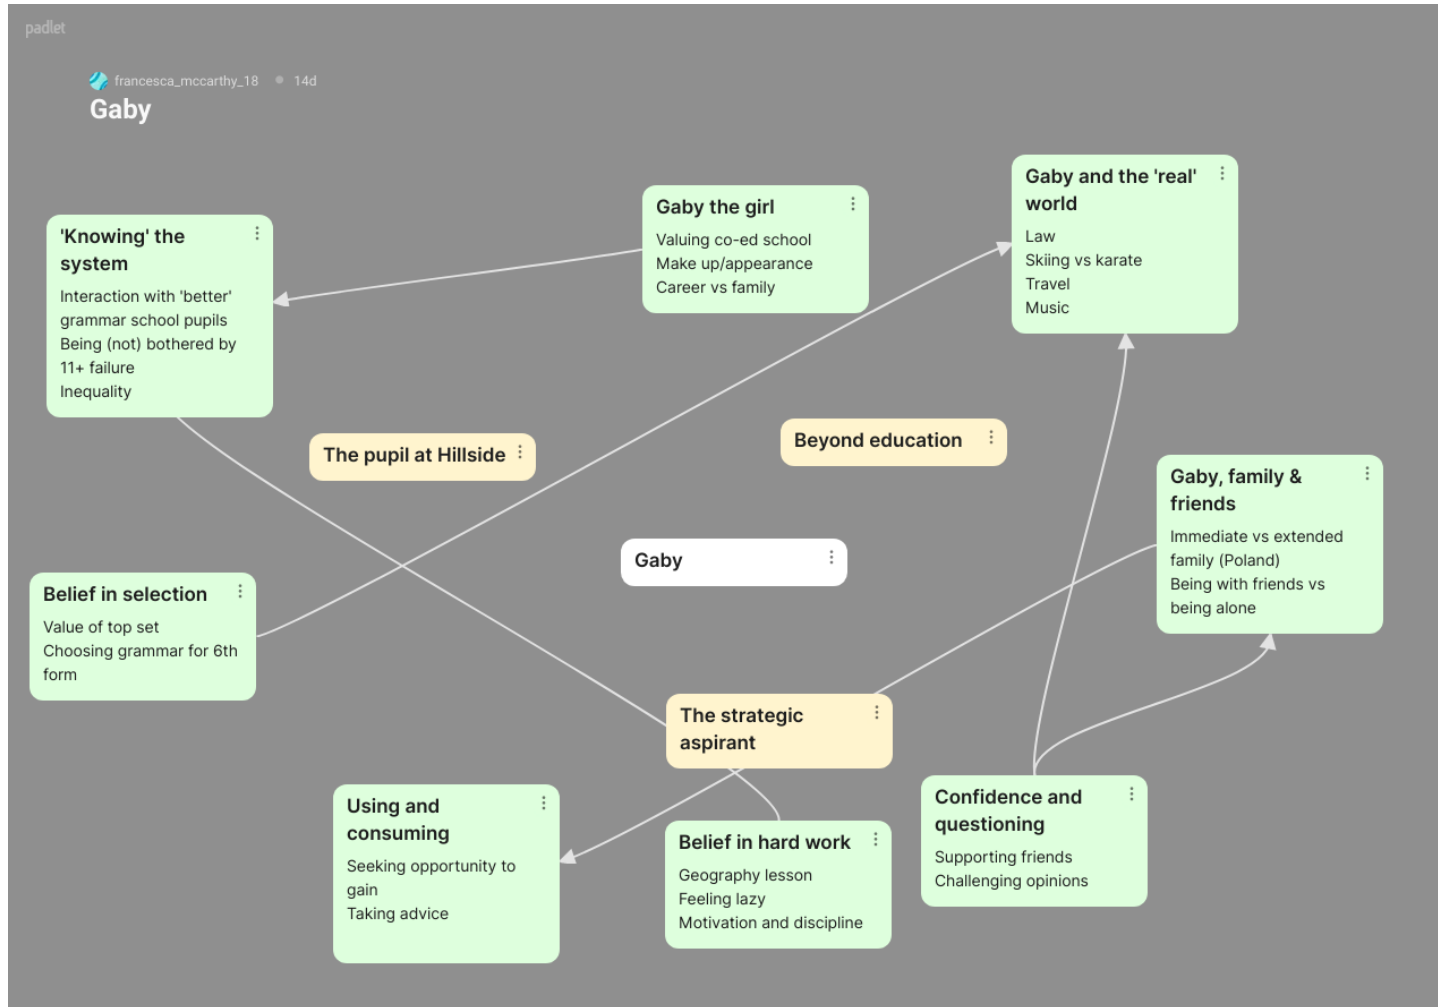 padlet
francesca_mccarthy_18 • 14d
Gaby
'Knowing' the
system
Interaction with 'better'
grammar school pupils
Being (not) bothered by
11+ failure
Inequality
Gaby the girl
Valuing co-ed school
Make up/appearance
Career vs family
Gaby and the 'real'
world
Law
Skiing vs karate
Travel
Music
The pupil at Hillside
Beyond education
Gaby, family &
friends
Immediate vs extended
family (Poland)
Being with friends vs
being alone
Gaby
Belief in selection
Value of top set
Choosing grammar for 6th
form
The strategic
aspirant
Using and
consuming
Seeking opportunity to
gain
Taking advice
Belief in hard work
Geography lesson
Feeling lazy
Motivation and discipline
Confidence and
questioning
Supporting friends
Challenging opinions